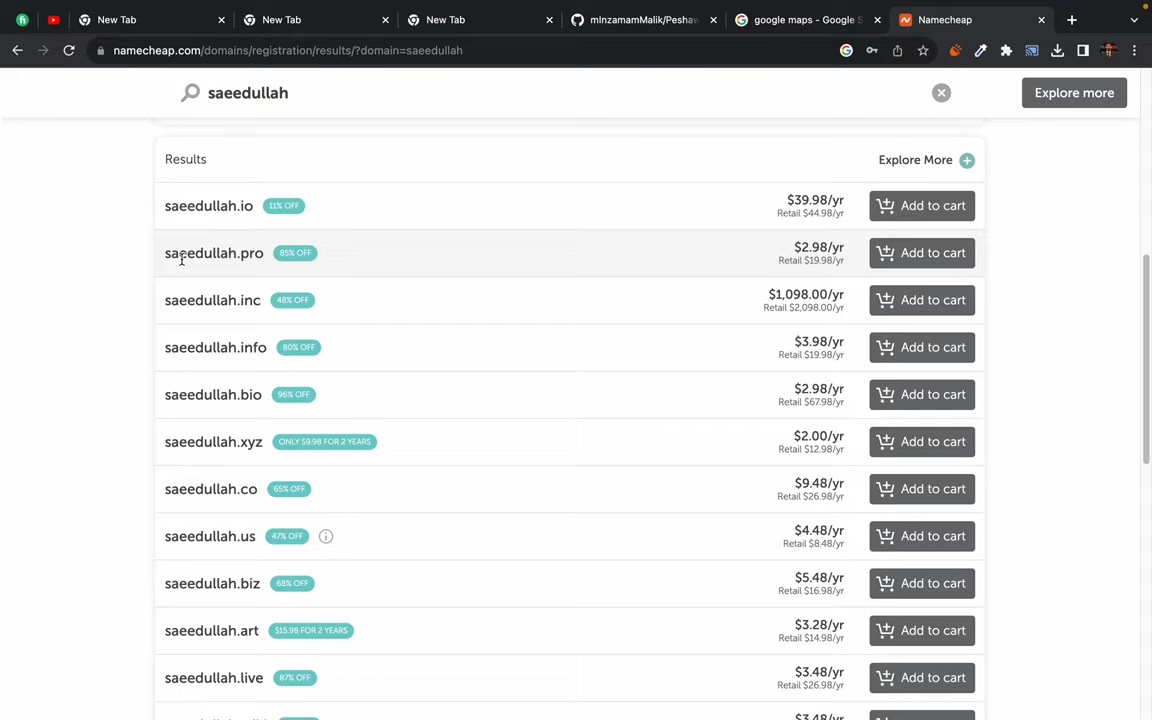 New Tab
New Tab
New Tab
mInzamamMalik/Peshaw
google maps - Google S
Namecheap
namecheap.com/domains/registration/results/?domain=saeedullah
saeedullah
Explore more
Results
Explore More
saeedullah.io 11% OFF $39.98/yr Add to cart
Retail $44.98/yr
saeedullah.pro 85% OFF $2.98/yr Add to cart
Retail $19.98/yr
saeedullah.inc 48% OFF $1,098.00/yr Add to cart
Retail $2,098.00/yr
saeedullah.info 80% OFF $3.98/yr Add to cart
Retail $19.98/yr
saeedullah.bio 96% OFF $2.98/yr Add to cart
Retail $67.98/yr
saeedullah.xyz ONLY $9.98 FOR 2 YEARS $2.00/yr Add to cart
Retail $12.98/yr
saeedullah.co 65% OFF $9.48/yr Add to cart
Retail $26.98/yr
saeedullah.us 47% OFF $4.48/yr Add to cart
Retail $8.48/yr
saeedullah.biz 68% OFF $5.48/yr Add to cart
Retail $16.98/yr
saeedullah.art $15.98 FOR 2 YEARS $3.28/yr Add to cart
Retail $14.98/yr
saeedullah.live 87% OFF $3.48/yr Add to cart
Retail $26.98/yr
$3.48/yr